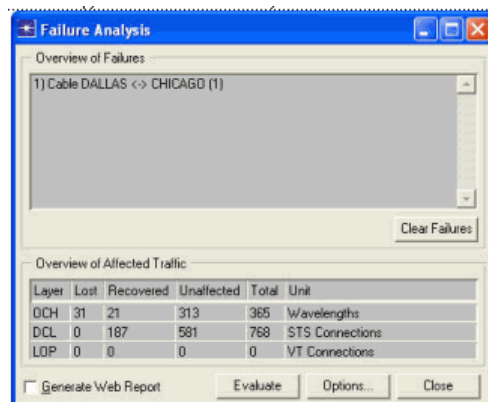 Failure Analysis
Overview of Failures
1) Cable DALLAS <-> CHICAGO (1)
Clear Failures
Overview of Affected Traffic
Layer Lost Recovered Unaffected Total Unit
OCH 31 21 313 365 Wavelengths
DCL 0 187 581 768 STS Connections
LOP 0 0 0 0 VT Connections
Generate Web Report Evaluate Options... Close